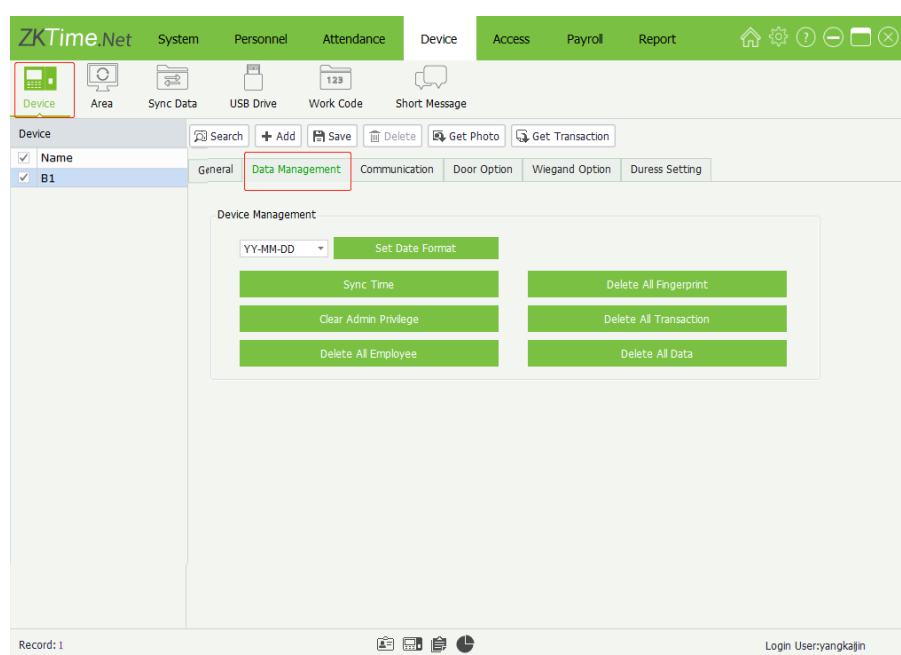 ZKTime.Net System Personnel Attendance Device Access Payroll Report
123
Device Area Sync Data USB Drive Work Code Short Message
Device Search Add Save Delete Get Photo Get Transaction
Name
General Data Management Communication Door Option Wiegand Option Duress Setting
B1
Device Management
YY-MM-DD Set Date Format
Sync Time Delete All Fingerprint
Clear Admin Privilege Delete All Transaction
Delete All Employee Delete All Data
Record: 1 Login User:yangkaijin